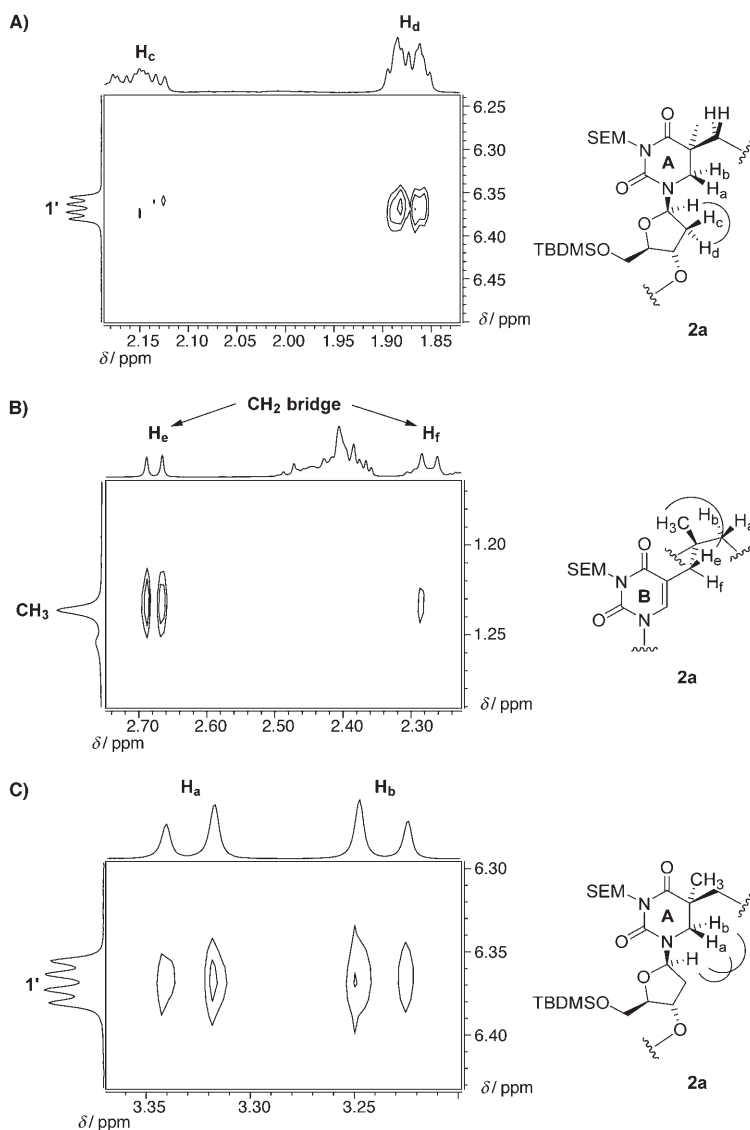 A)
Hc
Hd
1'
6.25
6.30
6.35
6.40
6.45
δ/ ppm
2.15
2.10
2.05
2.00
1.95
1.90
1.85
δ/ ppm
O
HH
SEM
N
A
Hb
O
N
Ha
H
O
Hc
TBDMSO
Hd
O
2a
B)
CH2 bridge
He
Hf
CH3
1.20
1.25
δ/ ppm
2.70
2.60
2.50
2.40
2.30
δ/ ppm
Hb
Ha
H3C
O
He
SEM
N
B
Hf
O
N
2a
C)
Ha
Hb
1'
6.30
6.35
6.40
δ/ ppm
3.35
3.30
3.25
δ/ ppm
O
CH3
SEM
N
A
Hb
O
N
Ha
H
O
TBDMSO
O
2a